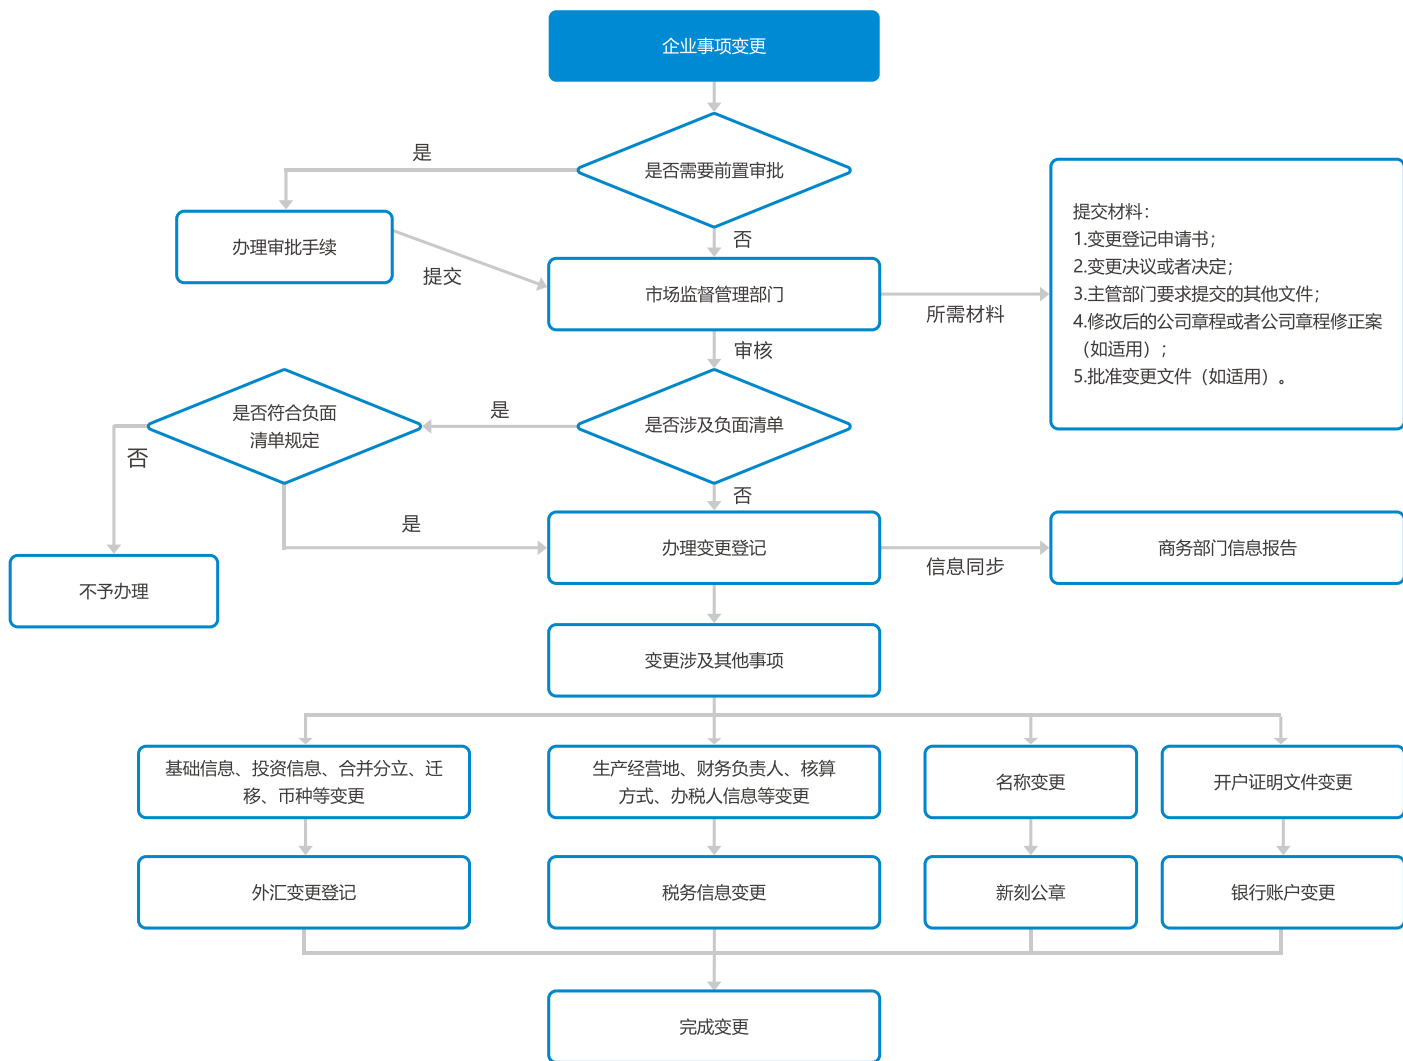 企业事项变更
是否需要前置审批
是
办理审批手续
提交
否
市场监督管理部门
所需材料
提交材料：
1.变更登记申请书；
2.变更决议或者决定；
3.主管部门要求提交的其他文件；
4.修改后的公司章程或者公司章程修正案
（如适用）；
5.批准变更文件（如适用）。
审核
是否涉及负面清单
是
是否符合负面
清单规定
否
不予办理
是
否
办理变更登记
信息同步
商务部门信息报告
变更涉及其他事项
基础信息、投资信息、合并分立、迁
移、币种等变更
生产经营地、财务负责人、核算
方式、办税人信息等变更
名称变更
开户证明文件变更
外汇变更登记
税务信息变更
新刻公章
银行账户变更
完成变更